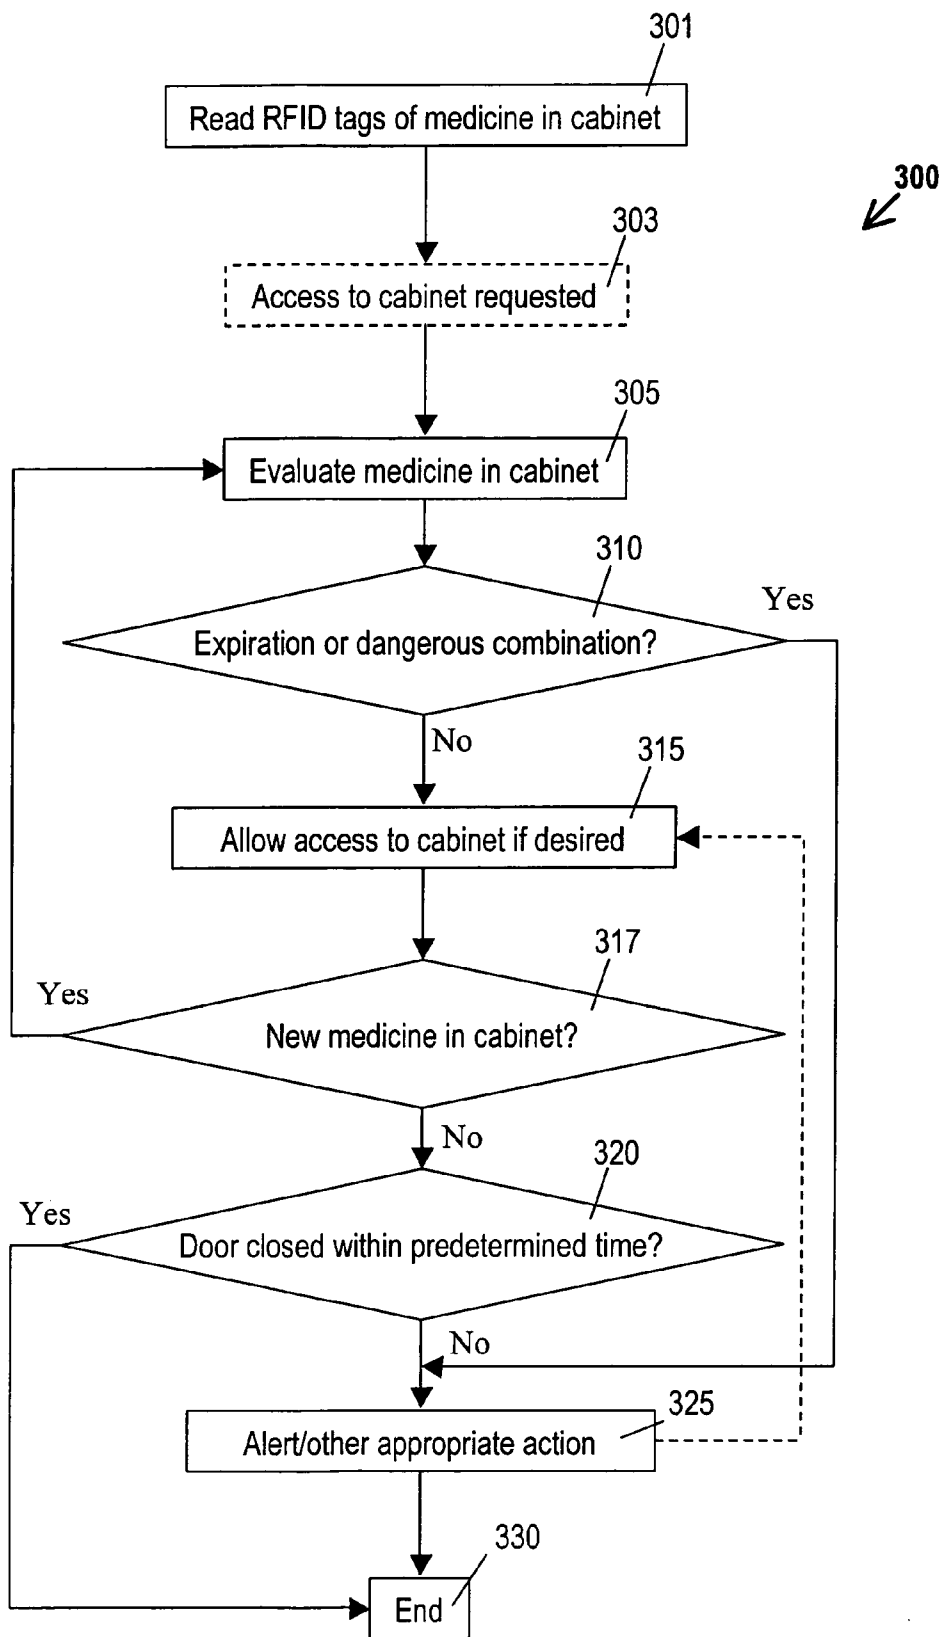 301
Read RFID tags of medicine in cabinet
300
303
Access to cabinet requested
305
Evaluate medicine in cabinet
310
Yes
Expiration or dangerous combination?
No
315
Allow access to cabinet if desired
317
Yes
New medicine in cabinet?
No
320
Yes
Door closed within predetermined time?
No
325
Alert/other appropriate action
330
End